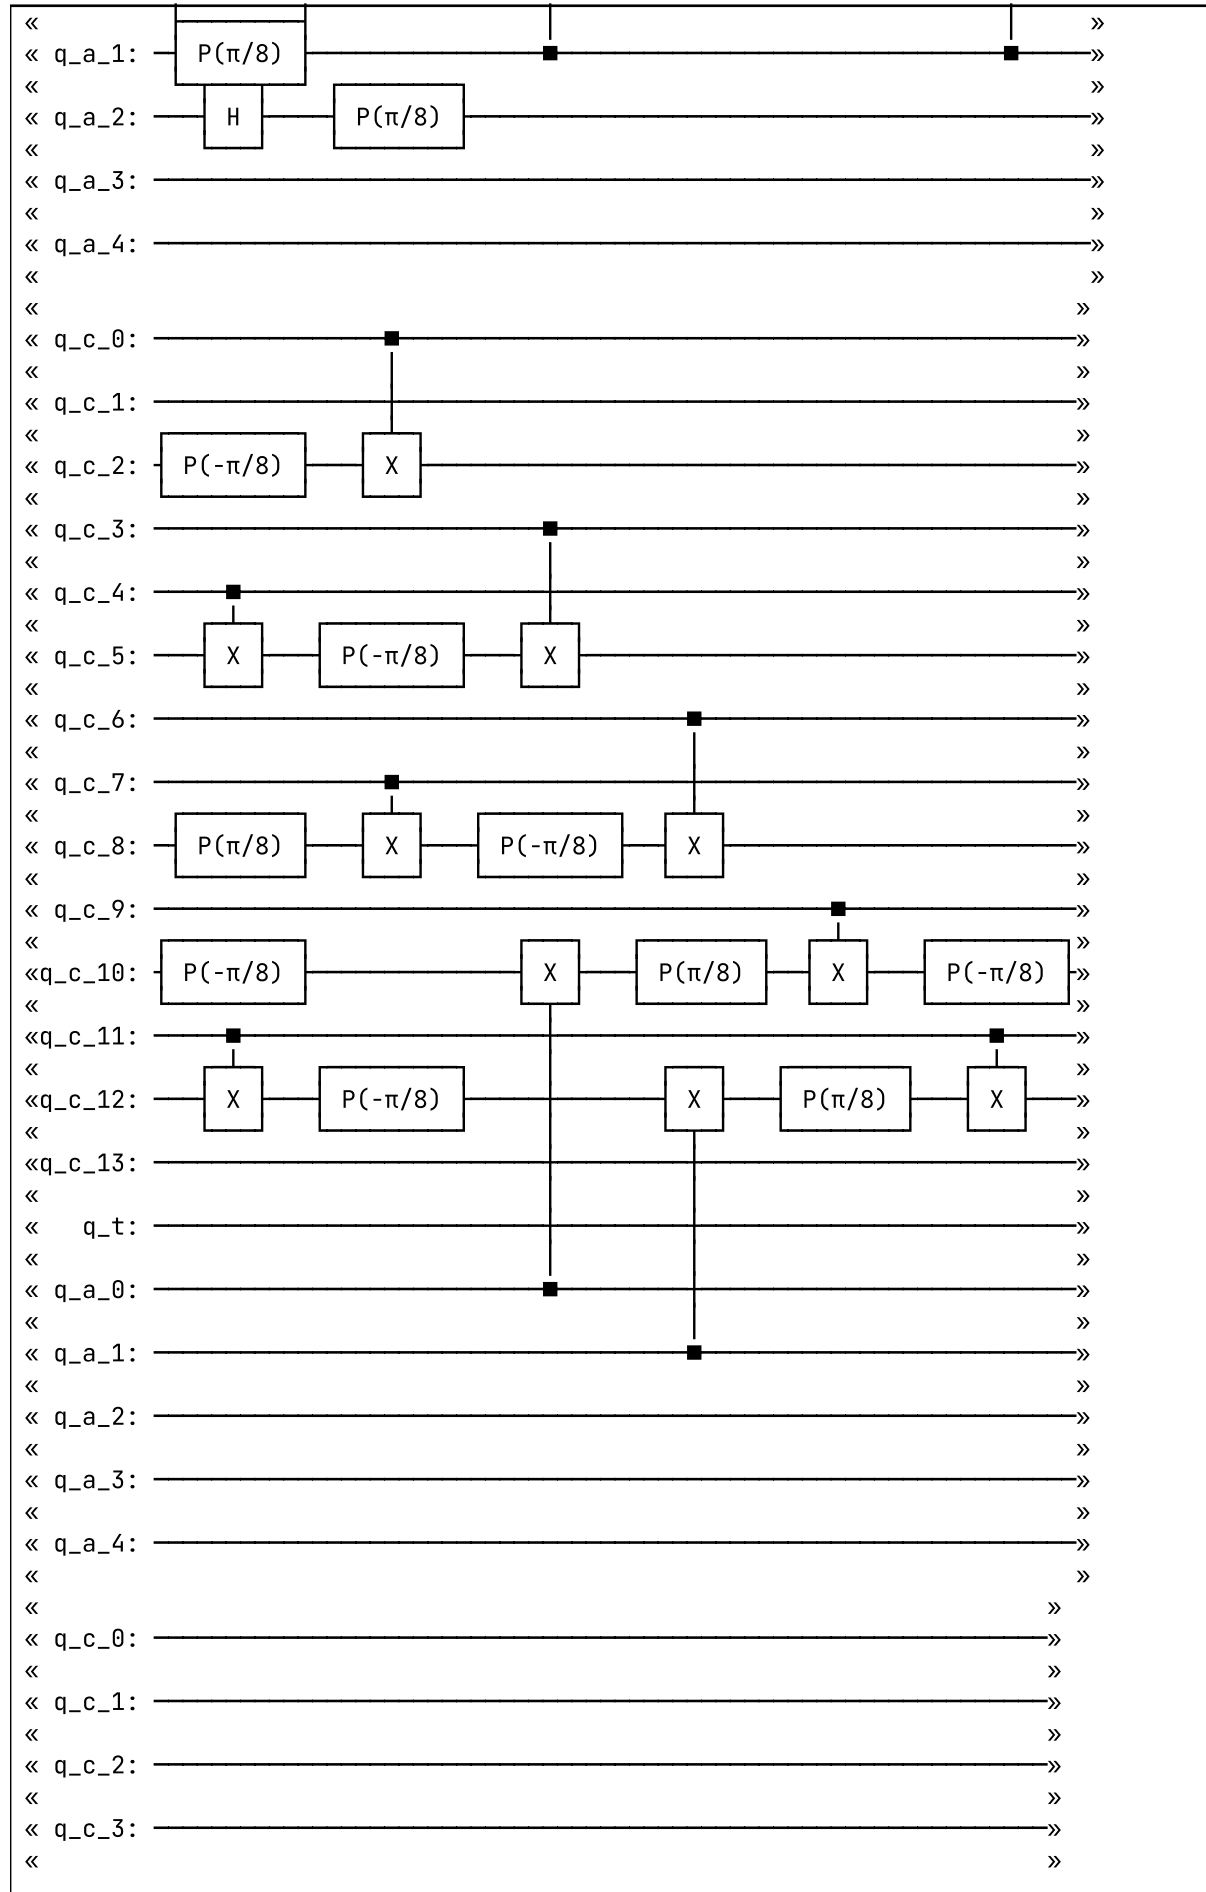 « »
« q_a_1: P(π/8) »
« »
« q_a_2: H P(π/8) »
« »
« q_a_3: »
« »
« q_a_4: »
« »
« »
« q_c_0: »
« »
« q_c_1: »
« »
« q_c_2: P(-π/8) X »
« »
« q_c_3: »
« »
« q_c_4: »
« »
« q_c_5: X P(-π/8) X »
« »
« q_c_6: »
« »
« q_c_7: »
« »
« q_c_8: P(π/8) X P(-π/8) X »
« »
« q_c_9: »
« »
«q_c_10: P(-π/8) X P(π/8) X P(-π/8) »
« »
«q_c_11: »
« »
«q_c_12: X P(-π/8) X P(π/8) X »
« »
«q_c_13: »
« »
« q_t: »
« »
« q_a_0: »
« »
« q_a_1: »
« »
« q_a_2: »
« »
« q_a_3: »
« »
« q_a_4: »
« »
« »
« q_c_0: »
« »
« q_c_1: »
« »
« q_c_2: »
« »
« q_c_3: »
« »